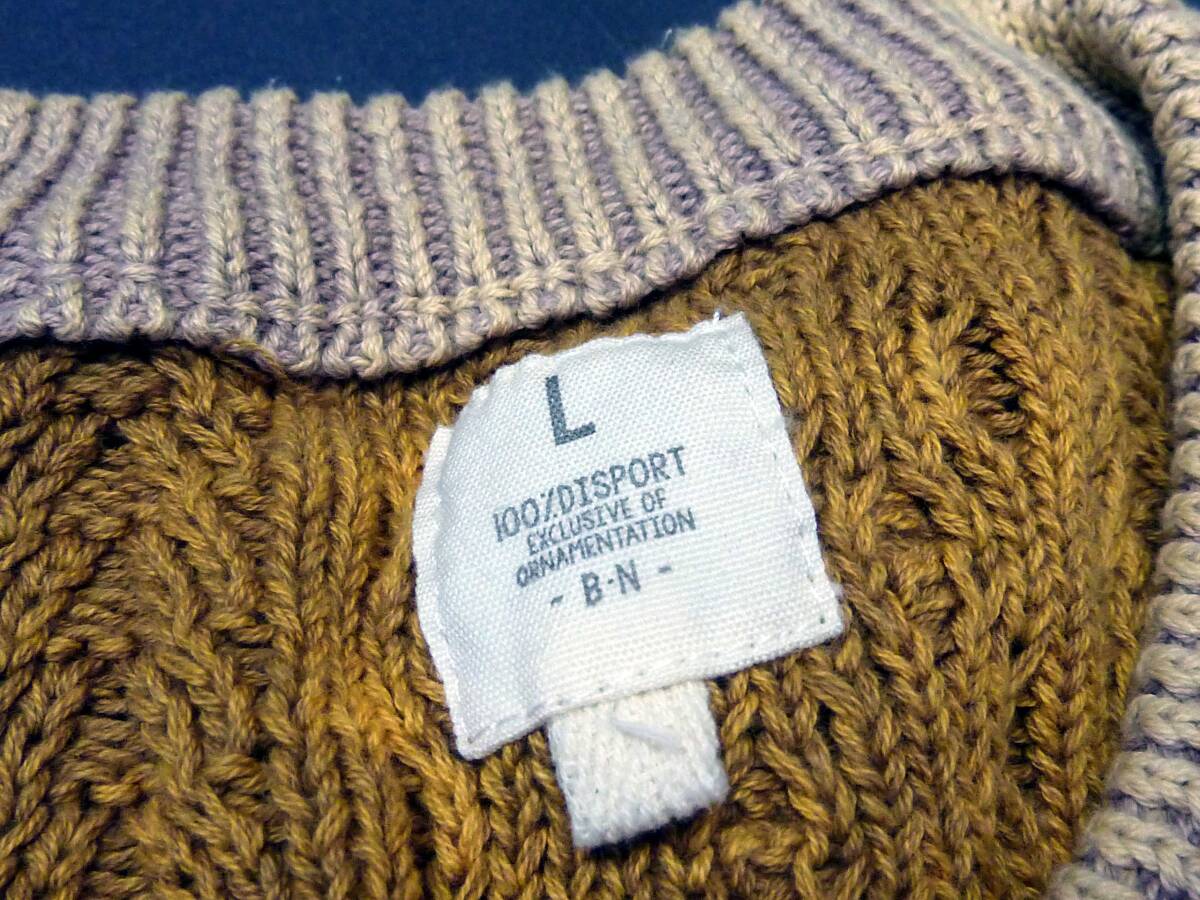 L
100%DISPORT
EXCLUSIVE OF
ORNAMENTATION
- B·N -